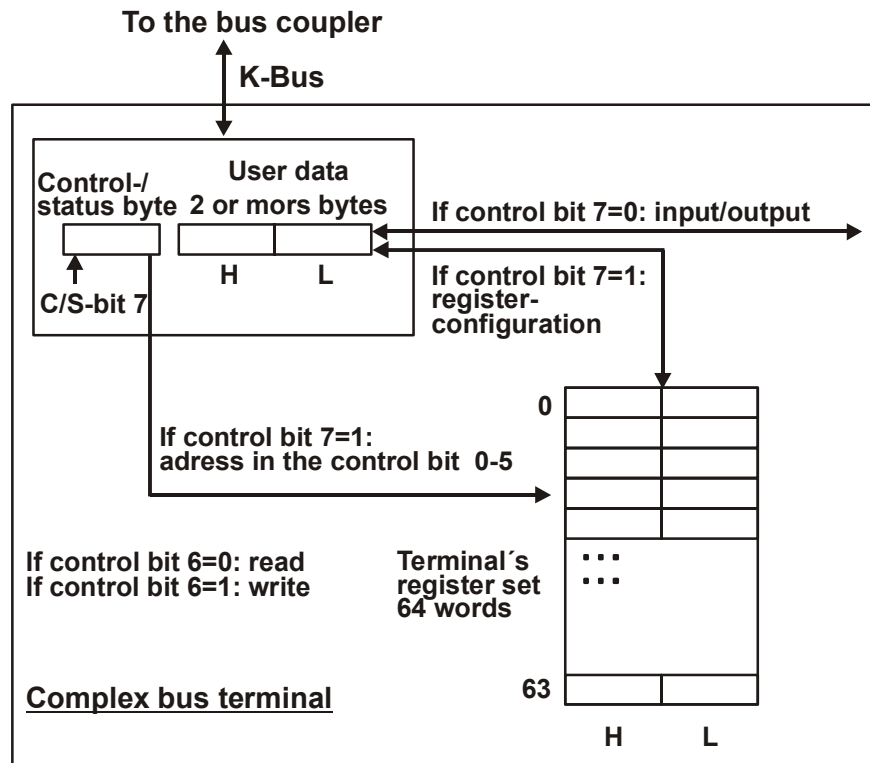 To the bus coupler
K-Bus
Control-/
status byte
User data
2 or mors bytes
H
L
C/S-bit 7
If control bit 7=0: input/output
If control bit 7=1:
register-
configuration
0
If control bit 7=1:
adress in the control bit 0-5
If control bit 6=0: read
If control bit 6=1: write
Terminal´s
register set
64 words
63
Complex bus terminal
H
L